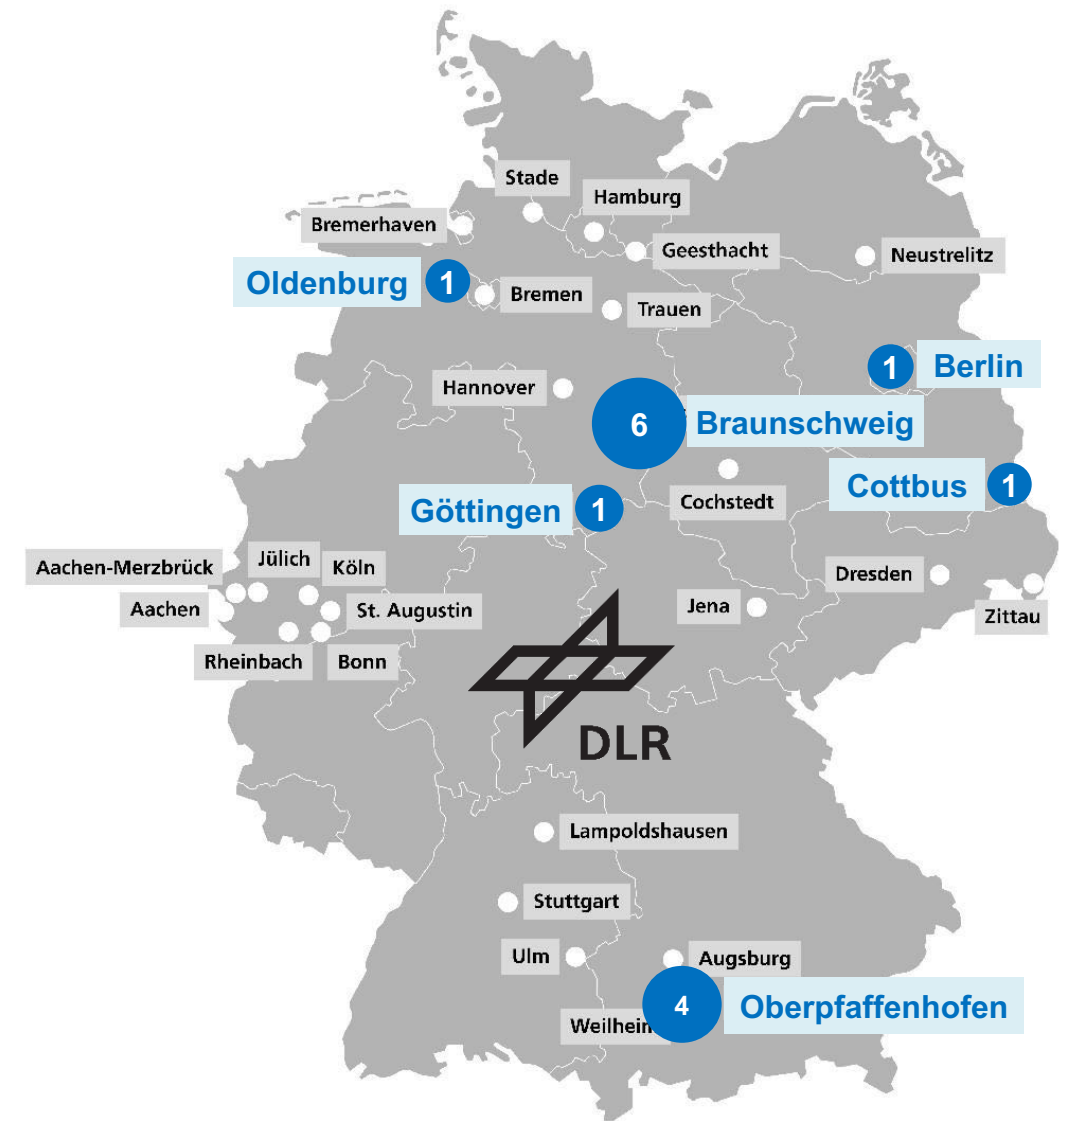 Stade
Hamburg
Bremerhaven
Geesthacht
Neustrelitz
Oldenburg
1
Bremen
Trauen
1
Berlin
Hannover
6
Braunschweig
Cottbus
1
Göttingen
1
Cochstedt
Aachen-Merzbrück
Jülich
Köln
Dresden
Aachen
St. Augustin
Jena
Zittau
Rheinbach
Bonn
DLR
Lampoldshausen
Stuttgart
Ulm
Augsburg
4
Oberpfaffenhofen
Weilheim